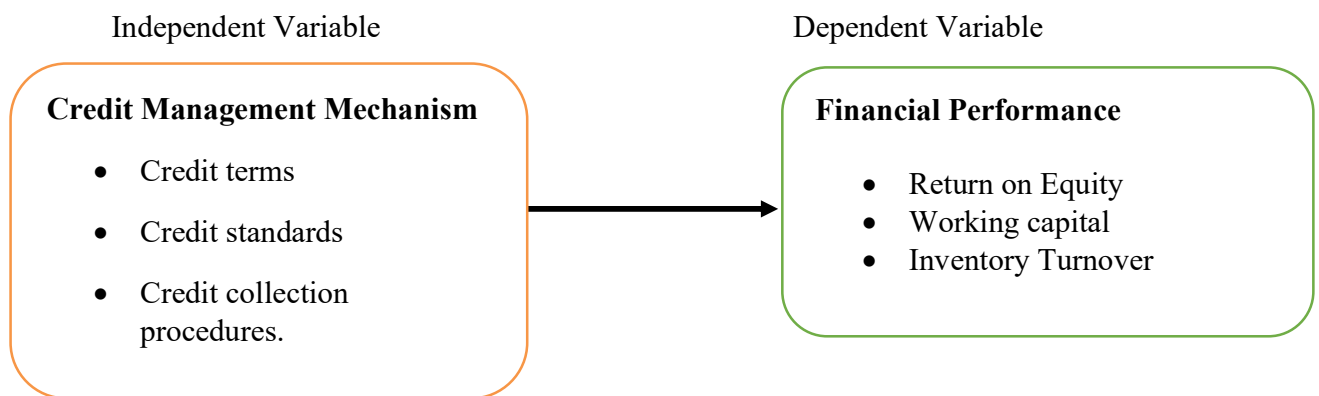 Independent Variable
Dependent Variable
Credit Management Mechanism
• Credit terms
• Credit standards
• Credit collection
procedures.
Financial Performance
• Return on Equity
• Working capital
• Inventory Turnover